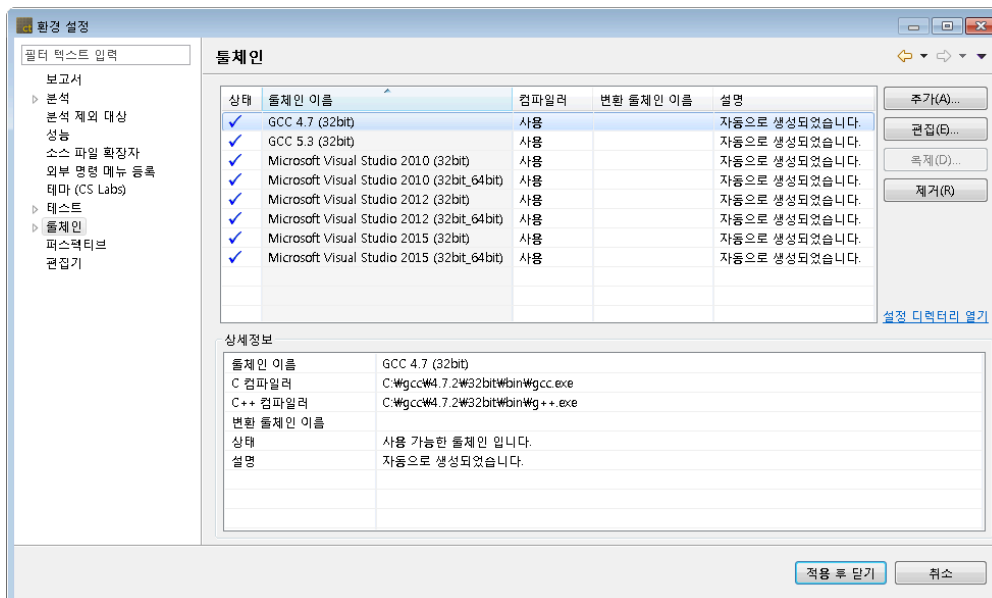 환경 설정
필터 텍스트 입력
보고서
분석
분석 제외 대상
성능
소스 파일 확장자
외부 명령 메뉴 등록
테마 (CS Labs)
테스트
툴체인
퍼스펙티브
편집기
툴체인
상태 툴체인 이름 컴파일러 변환 툴체인 이름 설명
GCC 4.7 (32bit) 사용 자동으로 생성되었습니다.
GCC 5.3 (32bit) 사용 자동으로 생성되었습니다.
Microsoft Visual Studio 2010 (32bit) 사용 자동으로 생성되었습니다.
Microsoft Visual Studio 2010 (32bit_64bit) 사용 자동으로 생성되었습니다.
Microsoft Visual Studio 2012 (32bit) 사용 자동으로 생성되었습니다.
Microsoft Visual Studio 2012 (32bit_64bit) 사용 자동으로 생성되었습니다.
Microsoft Visual Studio 2015 (32bit) 사용 자동으로 생성되었습니다.
Microsoft Visual Studio 2015 (32bit_64bit) 사용 자동으로 생성되었습니다.
추가(A)...
편집(E)...
복제(D)...
제거(R)
설정 디렉터리 열기
상세정보
툴체인 이름 GCC 4.7 (32bit)
C 컴파일러 C:₩gcc₩4.7.2₩32bit₩bin₩gcc.exe
C++ 컴파일러 C:₩gcc₩4.7.2₩32bit₩bin₩g++.exe
변환 툴체인 이름
상태 사용 가능한 툴체인 입니다.
설명 자동으로 생성되었습니다.
적용 후 닫기
취소